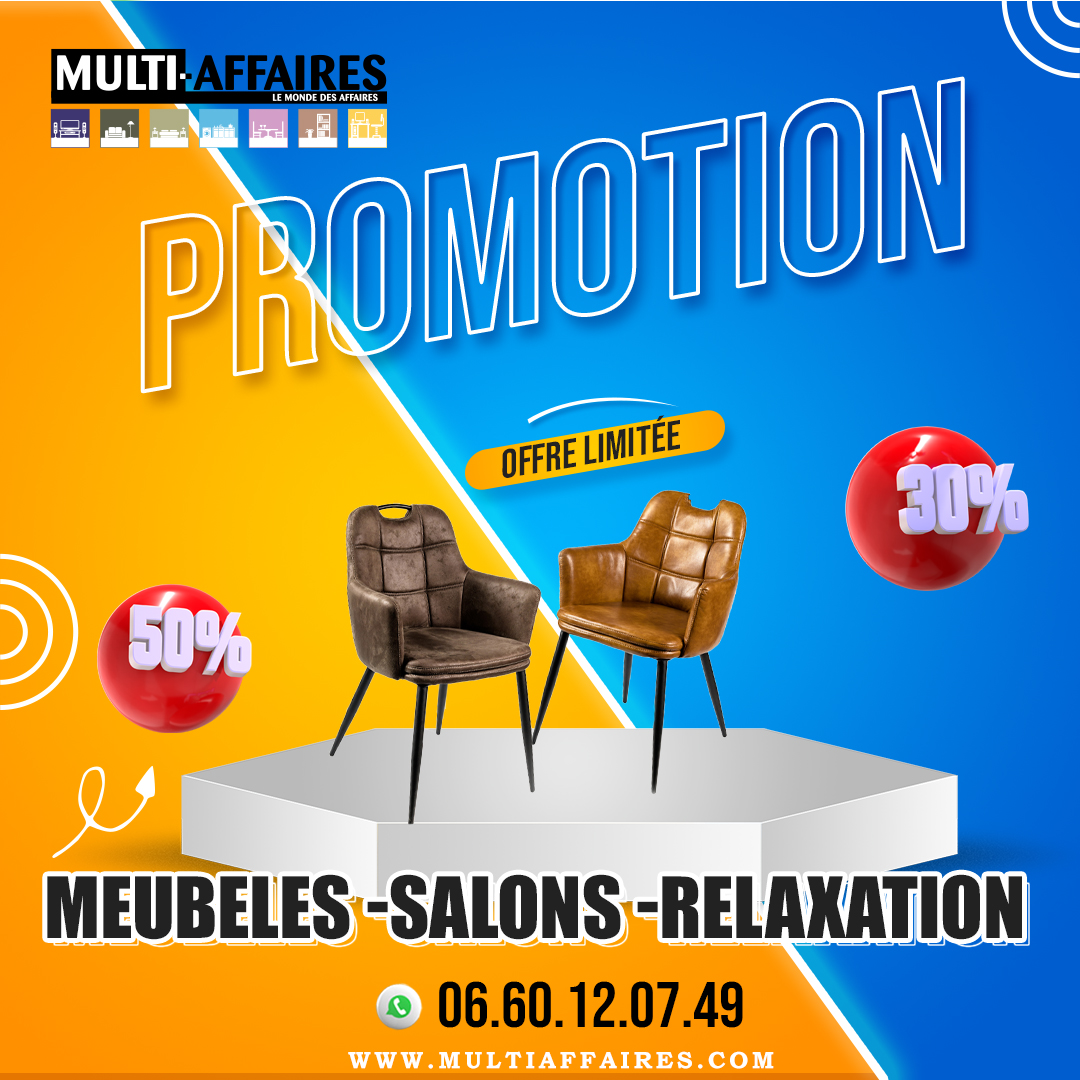 MULTI-AFFAIRES
LE MONDE DES AFFAIRES
PROMOTION
OFFRE LIMITÉE
30%
50%
MEUBELES -SALONS -RELAXATION
06.60.12.07.49
WWW.MULTIAFFAIRES.COM